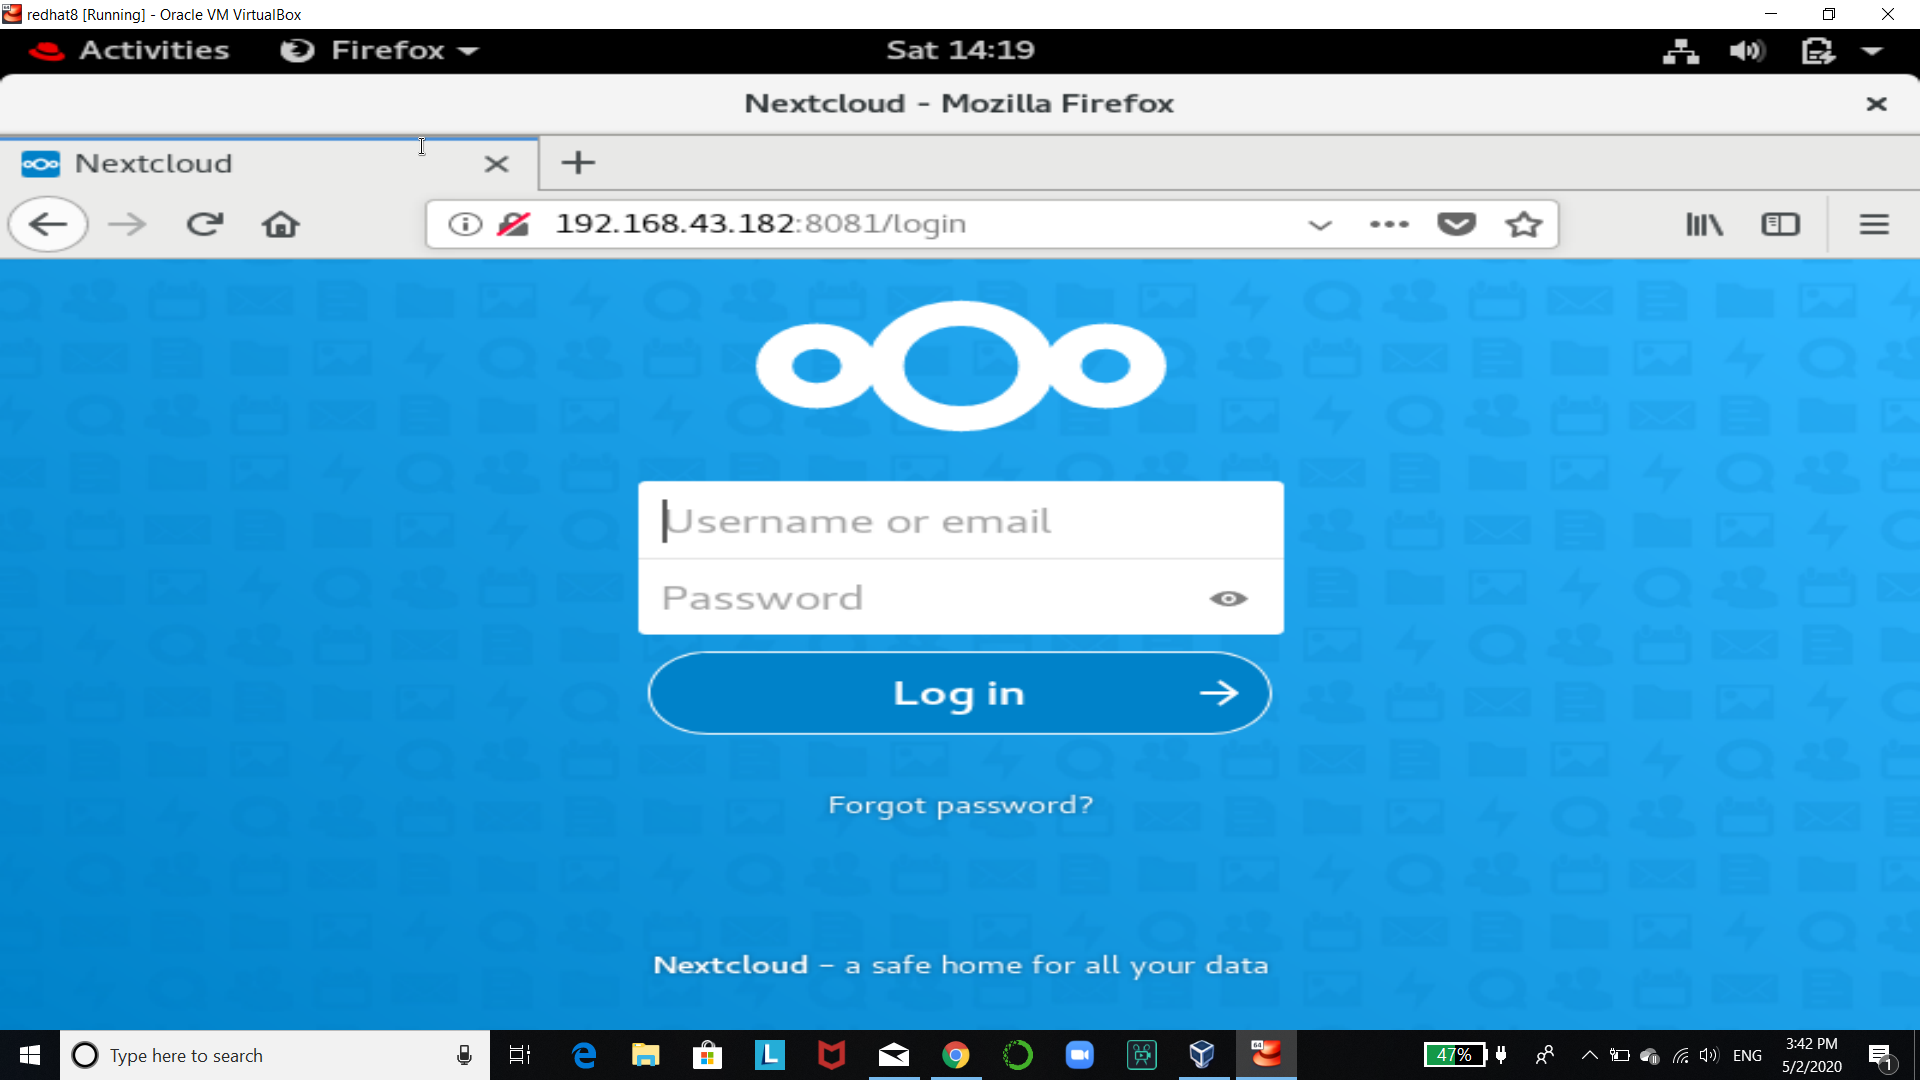 redhat8 [Running] - Oracle VM VirtualBox
Activities Firefox Sat 14:19
Nextcloud - Mozilla Firefox
Nextcloud
192.168.43.182:8081/login
Username or email
Password
Log in
Forgot password?
Nextcloud – a safe home for all your data
Type here to search
L
64
47%
ENG
3:42 PM
5/2/2020
1